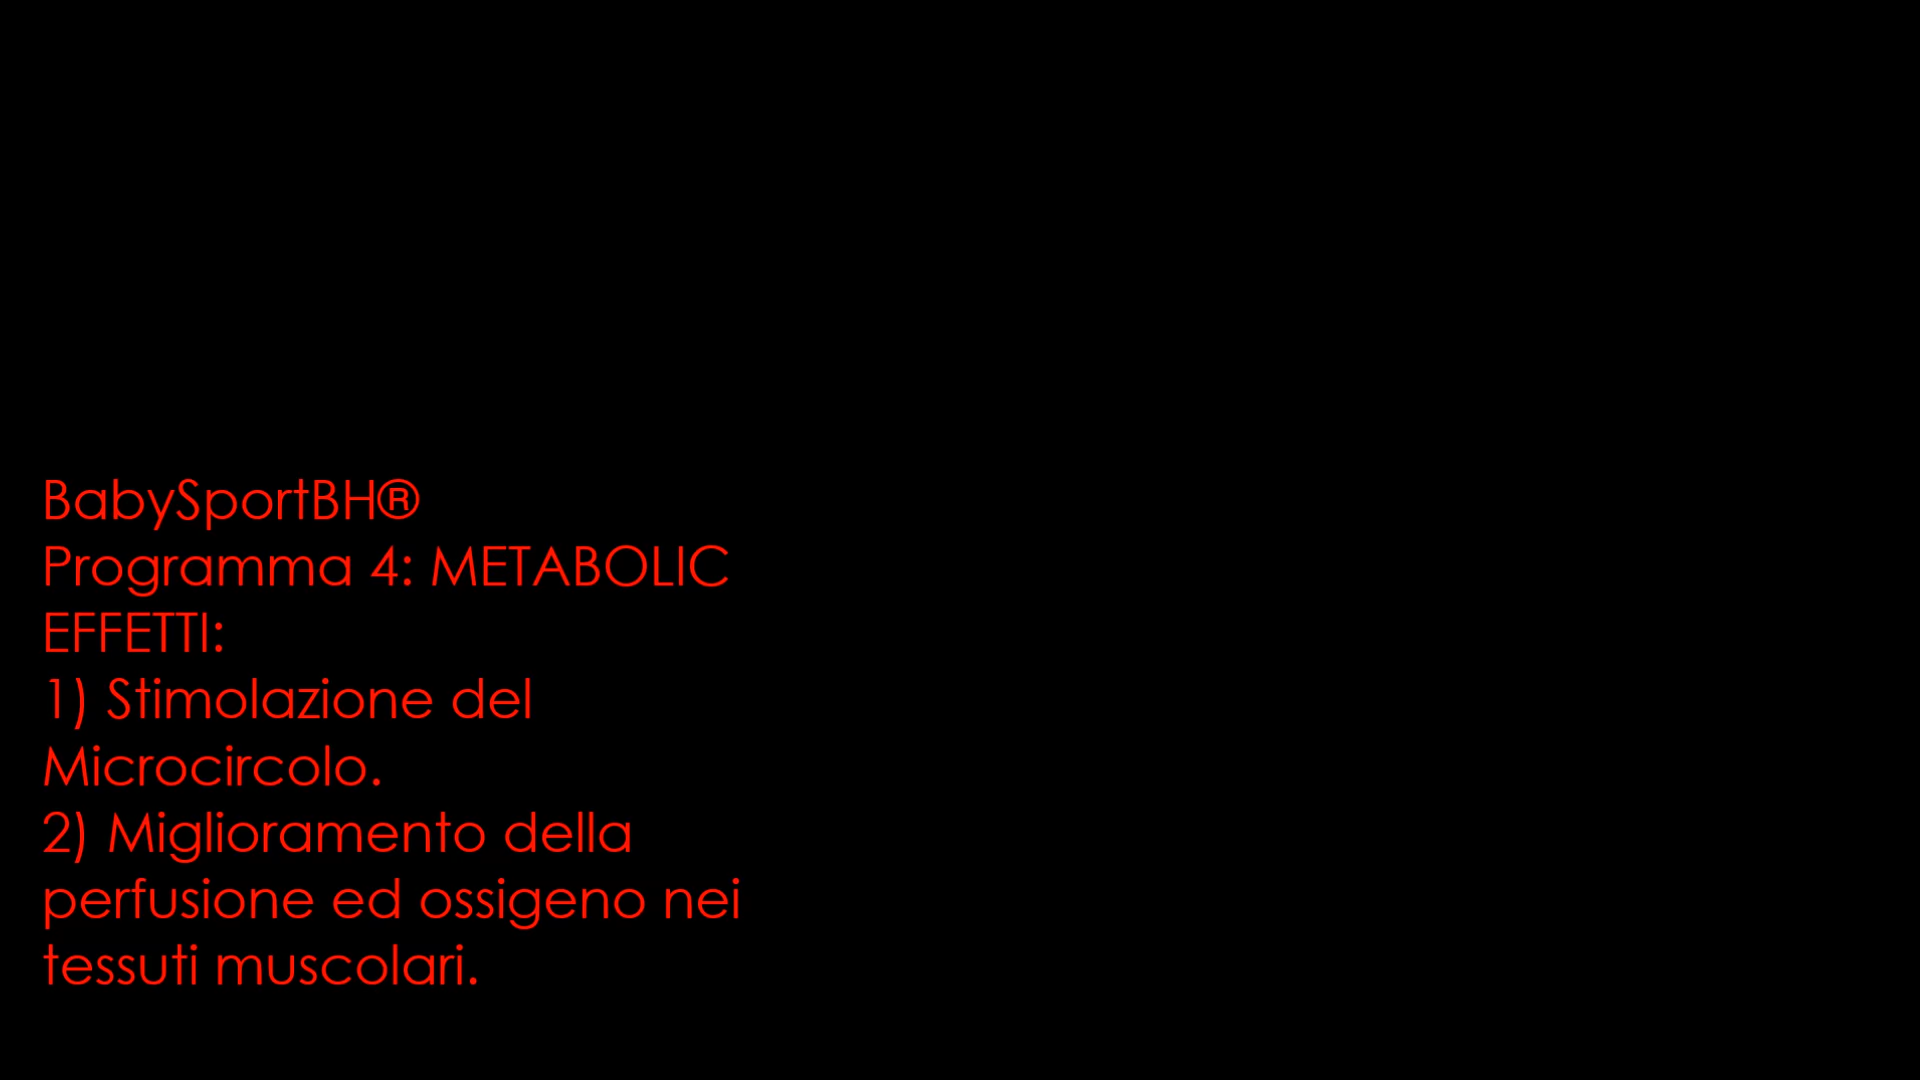 BabySportBH®
Programma 4: METABOLIC
EFFETTI:
1) Stimolazione del
Microcircolo.
2) Miglioramento della
perfusione ed ossigeno nei
tessuti muscolari.